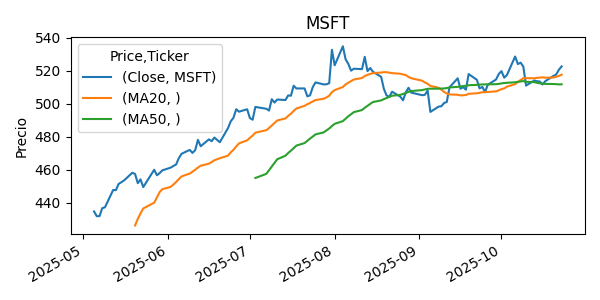 MSFT
Price,Ticker
(Close, MSFT)
(MA20, )
(MA50, )
Precio
540
520
500
480
460
440
2025-05
2025-06
2025-07
2025-08
2025-09
2025-10